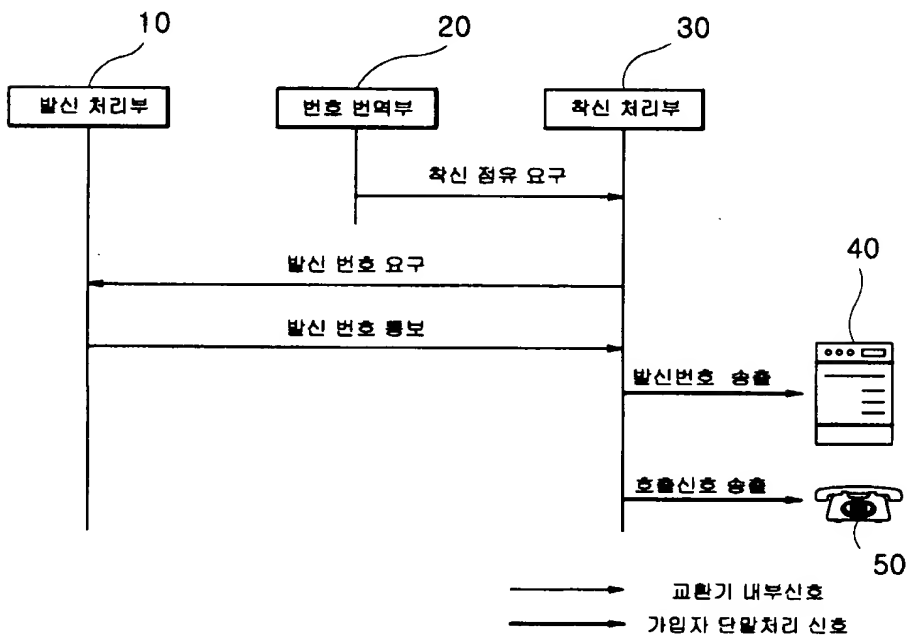 10
20
30
발신 처리부
번호 번역부
착신 처리부
착신 점유 요구
발신 번호 요구
40
발신 번호 통보
발신번호 송출
호출신호 송출
50
교환기 내부신호
가입자 단말처리 신호